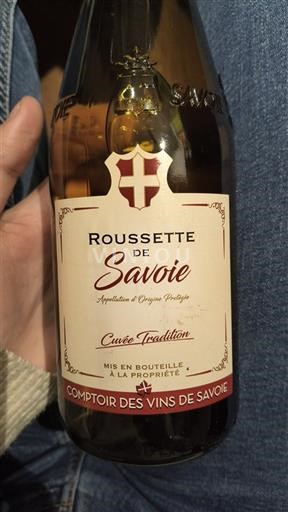 SAVOIE
ROUSSETTE
DE
Savoie
Appellation d'Origine Protégée
Cuvée Tradition
MIS EN BOUTEILLE
À LA PROPRIÉTÉ
COMPTOIR DES VINS DE SAVOIE